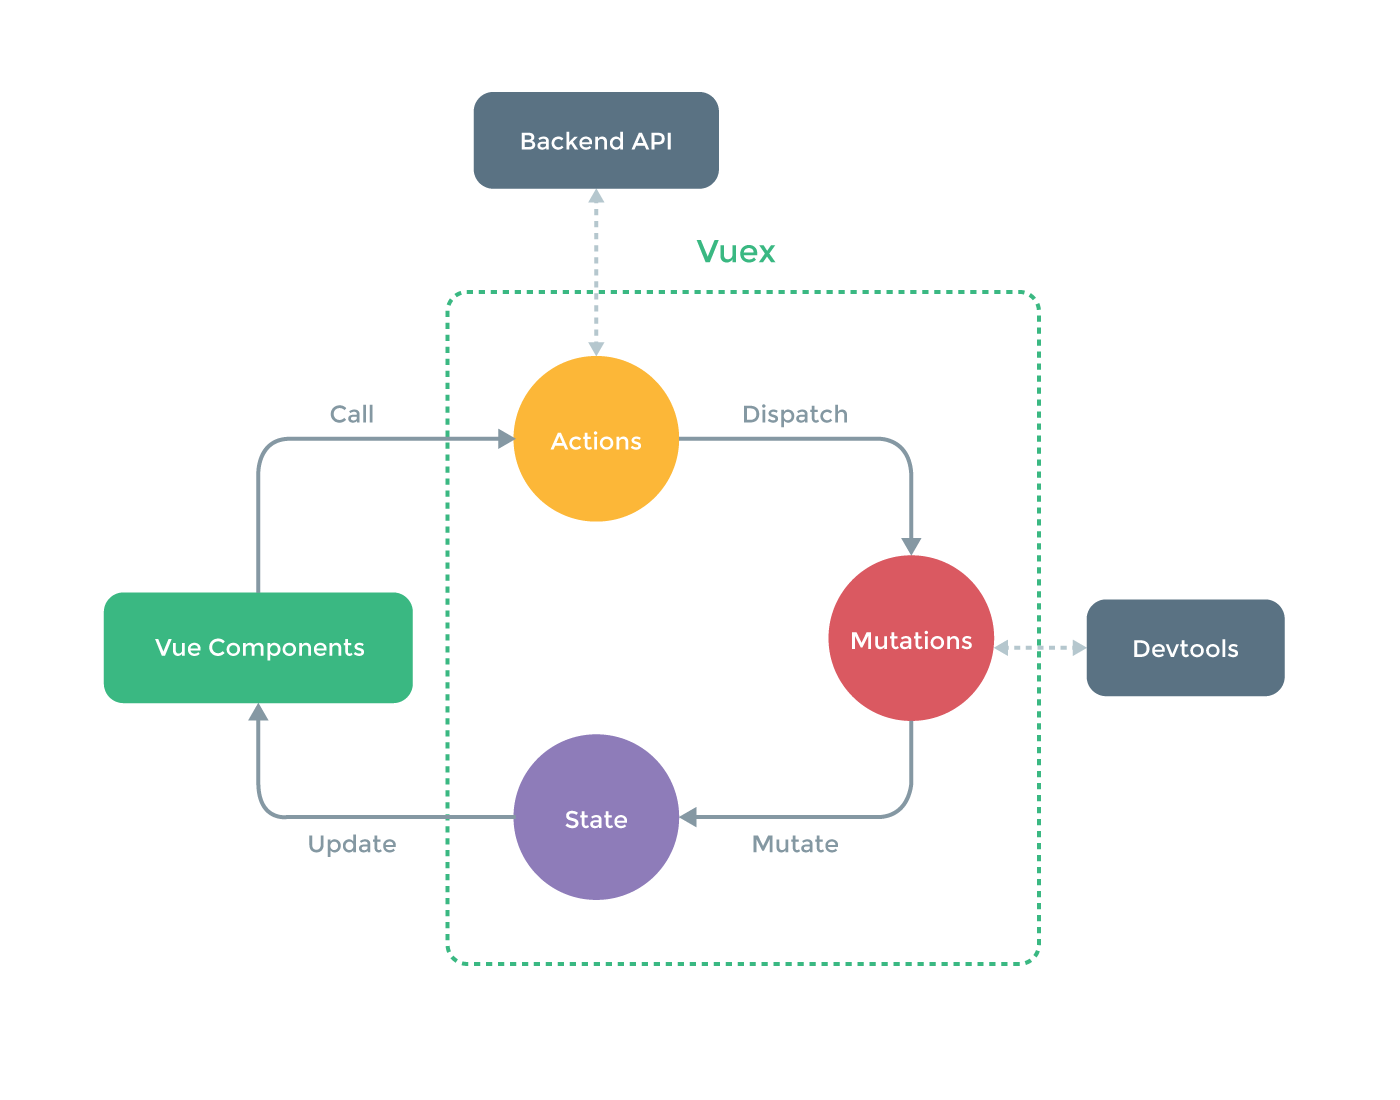 Backend API
Vuex
Call
Dispatch
Actions
Vue Components
Mutations
Devtools
State
Update
Mutate